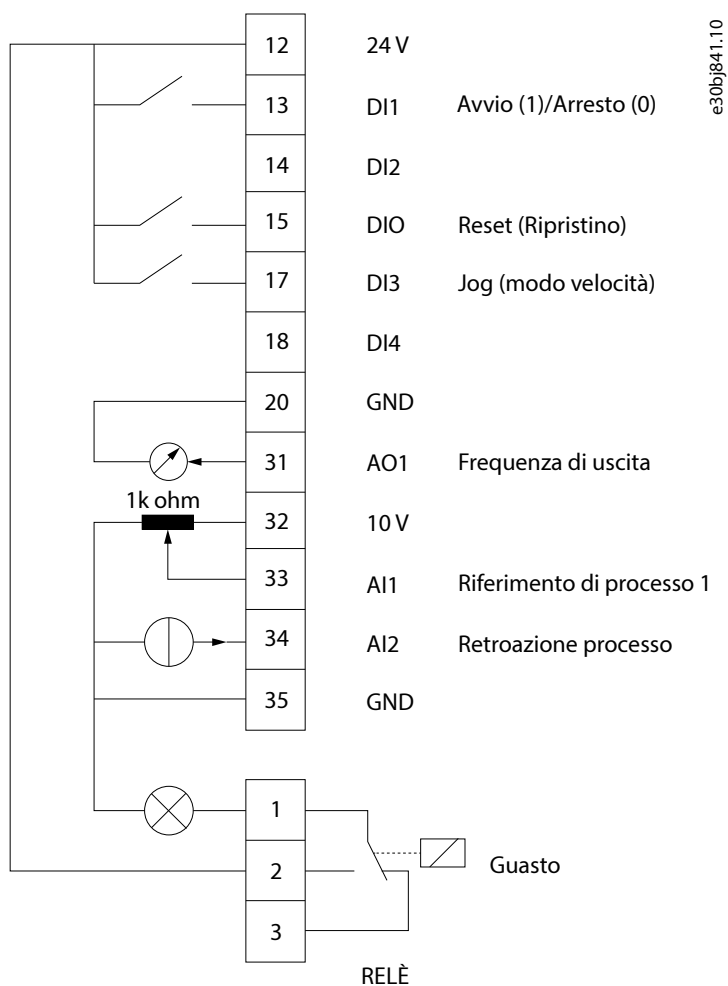 12 24 V
13 DI1 Avvio (1)/Arresto (0)
14 DI2
15 DIO Reset (Ripristino)
17 DI3 Jog (modo velocità)
18 DI4
20 GND
31 AO1 Frequenza di uscita
1k ohm
32 10 V
33 AI1 Riferimento di processo 1
34 AI2 Retroazione processo
35 GND
1
2 Guasto
3
RELÈ
e30bj841.10